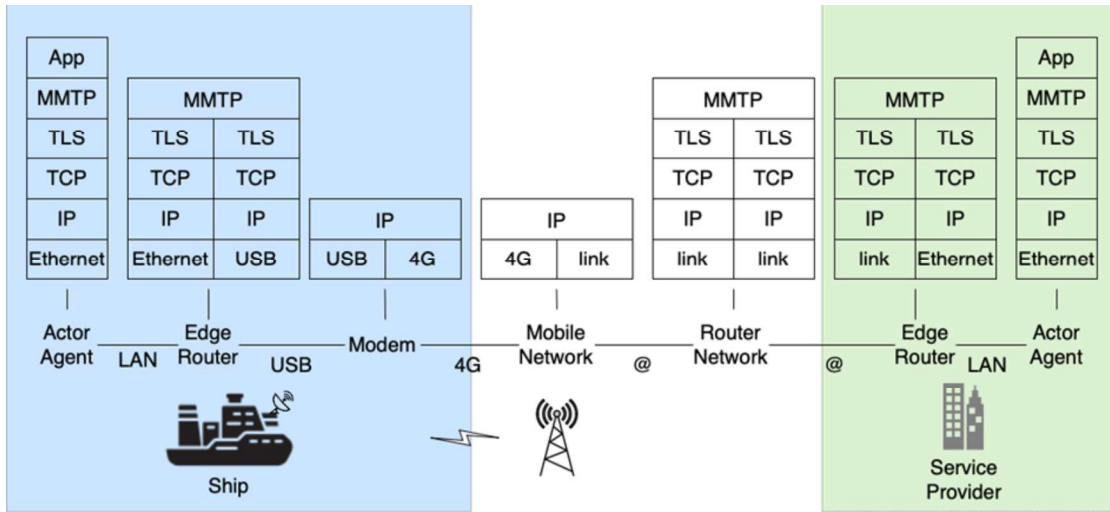 App
App
MMTP
MMTP
MMTP
MMTP
MMTP
TLS
TLS
TLS
TLS
TLS
TLS
TLS
TLS
TCP
TCP
TCP
TCP
TCP
TCP
TCP
TCP
IP
IP
IP
IP
IP
IP
IP
IP
IP
IP
Ethernet
Ethernet
USB
USB
4G
4G
link
link
link
link
Ethernet
Ethernet
Actor
Agent
LAN
Edge
Router
USB
Modem
4G
Mobile
Network
@
Router
Network
@
Edge
Router
LAN
Actor
Agent
Ship
Service
Provider